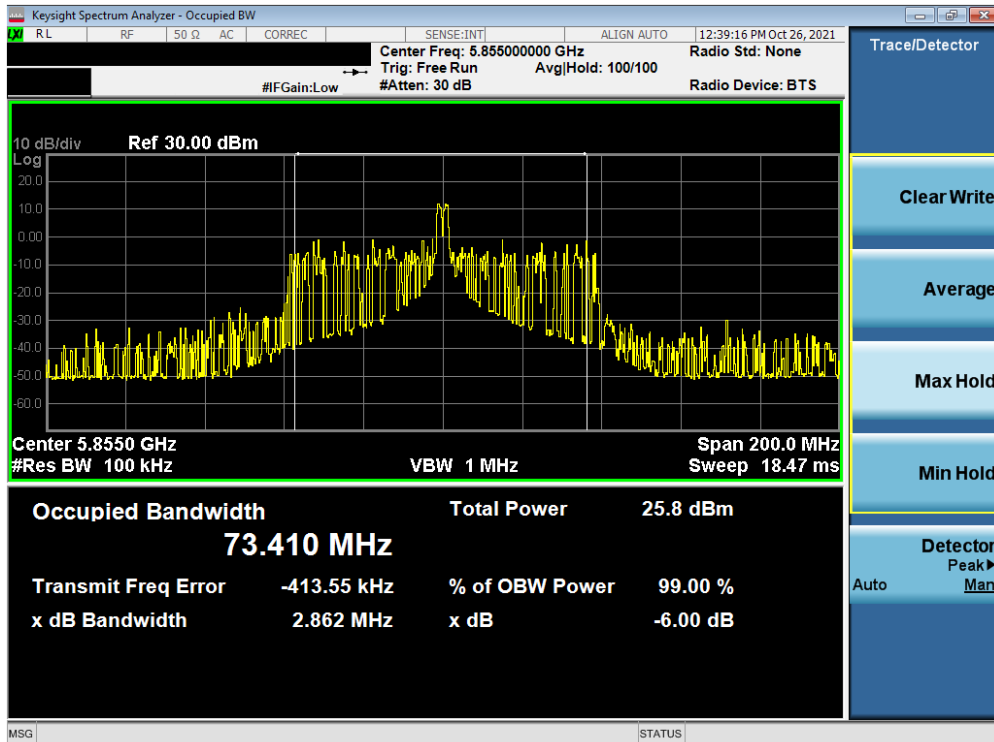 Keysight Spectrum Analyzer - Occupied BW
LXI RL RF 50 Ω AC CORREC SENSE:INT ALIGN AUTO 12:39:16 PM Oct 26, 2021
Center Freq: 5.855000000 GHz Radio Std: None
Trig: Free Run Avg|Hold: 100/100
#IFGain:Low #Atten: 30 dB Radio Device: BTS
Trace/Detector
10 dB/div Ref 30.00 dBm
Log
20.0
10.0
0.00
-10.0
-20.0
-30.0
-40.0
-50.0
-60.0
Center 5.8550 GHz Span 200.0 MHz
#Res BW 100 kHz VBW 1 MHz Sweep 18.47 ms
Clear Write
Average
Max Hold
Min Hold
Detector
Peak▶
Auto Man
Occupied Bandwidth Total Power 25.8 dBm
73.410 MHz
Transmit Freq Error -413.55 kHz % of OBW Power 99.00 %
x dB Bandwidth 2.862 MHz x dB -6.00 dB
MSG STATUS